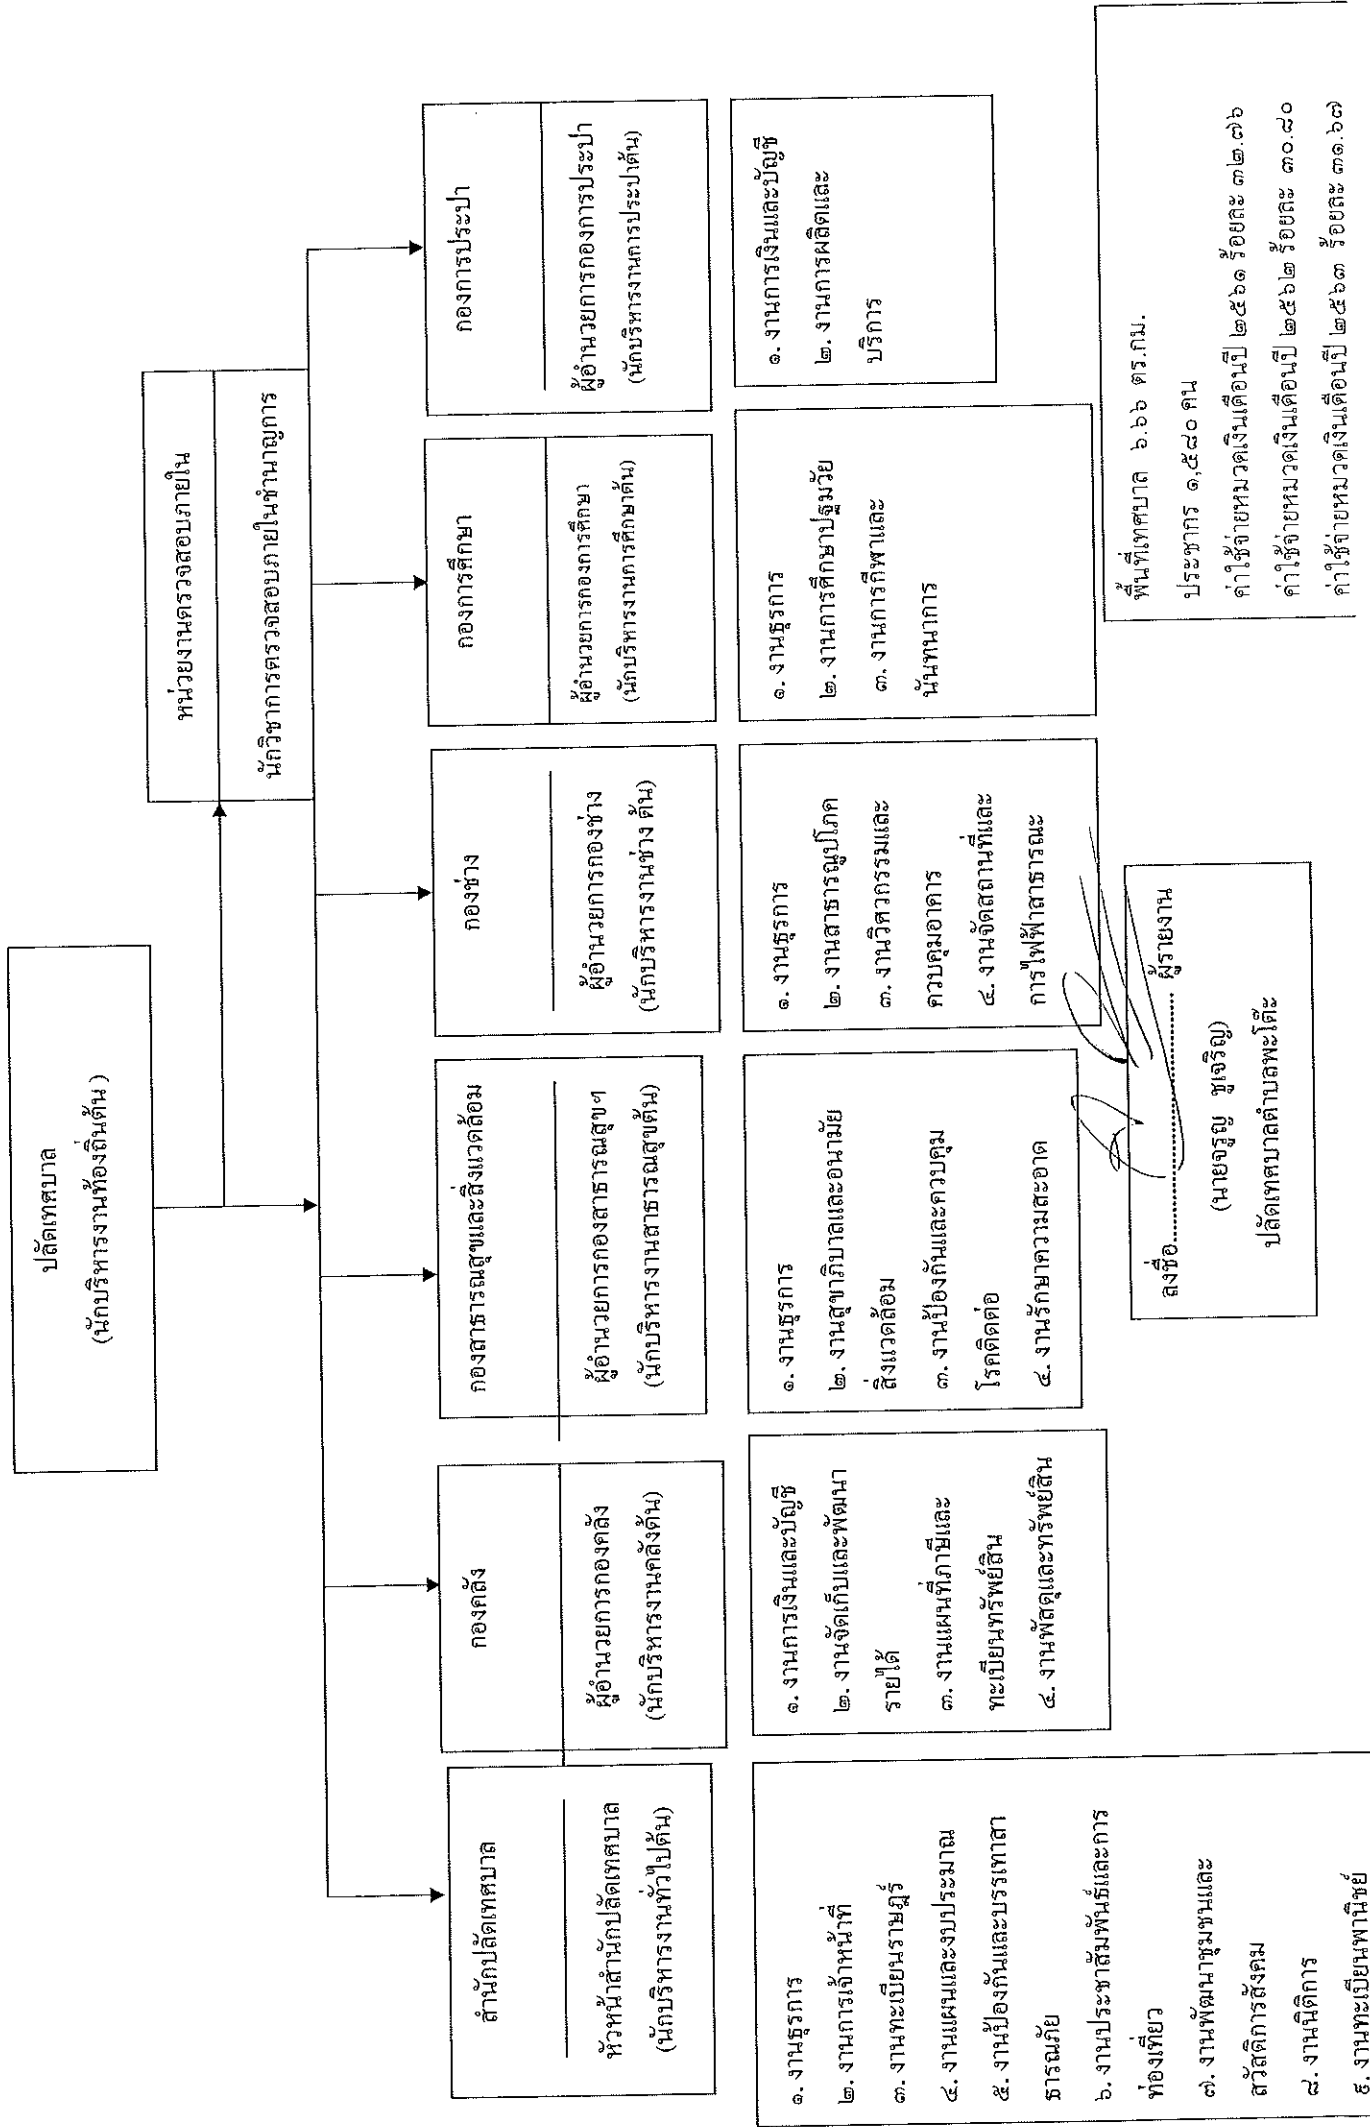 ปลัดเทศบาล
(นักบริหารงานท้องถิ่นต้น )
หน่วยงานตรวจสอบภายใน
นักวิชาการตรวจสอบภายในชำนาญการ
สำนักปลัดเทศบาล
หัวหน้าสำนักปลัดเทศบาล
(นักบริหารงานทั่วไปต้น)
กองคลัง
ผู้อำนวยการกองคลัง
(นักบริหารงานคลังต้น)
กองสาธารณสุขและสิ่งแวดล้อม
ผู้อำนวยการกองสาธารณสุขฯ
(นักบริหารงานสาธารณสุขต้น)
กองช่าง
ผู้อำนวยการกองช่าง
(นักบริหารงานช่าง ต้น)
กองการศึกษา
ผู้อำนวยการกองการศึกษา
(นักบริหารงานการศึกษาต้น)
กองการประปา
ผู้อำนวยการกองการประปา
(นักบริหารงานการประปาต้น)
๑. งานธุรการ
๒. งานการเจ้าหน้าที่
๓. งานทะเบียนราษฎร์
๔. งานแผนและงบประมาณ
๕. งานป้องกันและบรรเทาสา
ธารณภัย
๖. งานประชาสัมพันธ์และการ
ท่องเที่ยว
๗. งานพัฒนาชุมชนและ
สวัสดิการสังคม
๘. งานนิติการ
๙. งานทะเบียนพานิชย์
๑. งานการเงินและบัญชี
๒. งานจัดเก็บและพัฒนา
รายได้
๓. งานแผนที่ภาษีและ
ทะเบียนทรัพย์สิน
๔. งานพัสดุและทรัพย์สิน
๑. งานธุรการ
๒. งานสุขาภิบาลและอนามัย
สิ่งแวดล้อม
๓. งานป้องกันและควบคุม
โรคติดต่อ
๔. งานรักษาความสะอาด
๑. งานธุรการ
๒. งานสาธารณูปโภค
๓. งานวิศวกรรมและ
ควบคุมอาคาร
๔. งานจัดสถานที่และ
การไฟฟ้าสาธารณะ
๑. งานธุรการ
๒. งานการศึกษาปฐมวัย
๓. งานการกีฬาและ
นันทนาการ
๑. งานการเงินและบัญชี
๒. งานการผลิตและ
บริการ
ลงชื่อ........................................ ผู้รายงาน
(นายจรูญ ชูเจริญ)
ปลัดเทศบาลตำบลพะโต๊ะ
พื้นที่เทศบาล ๖.๖๖ ตร.กม.
ประชากร ๑,๕๘๐ คน
ค่าใช้จ่ายหมวดเงินเดือนปี ๒๕๖๑ ร้อยละ ๓๒.๗๖
ค่าใช้จ่ายหมวดเงินเดือนปี ๒๕๖๒ ร้อยละ ๓๐.๘๐
ค่าใช้จ่ายหมวดเงินเดือนปี ๒๕๖๓ ร้อยละ ๓๑.๖๗